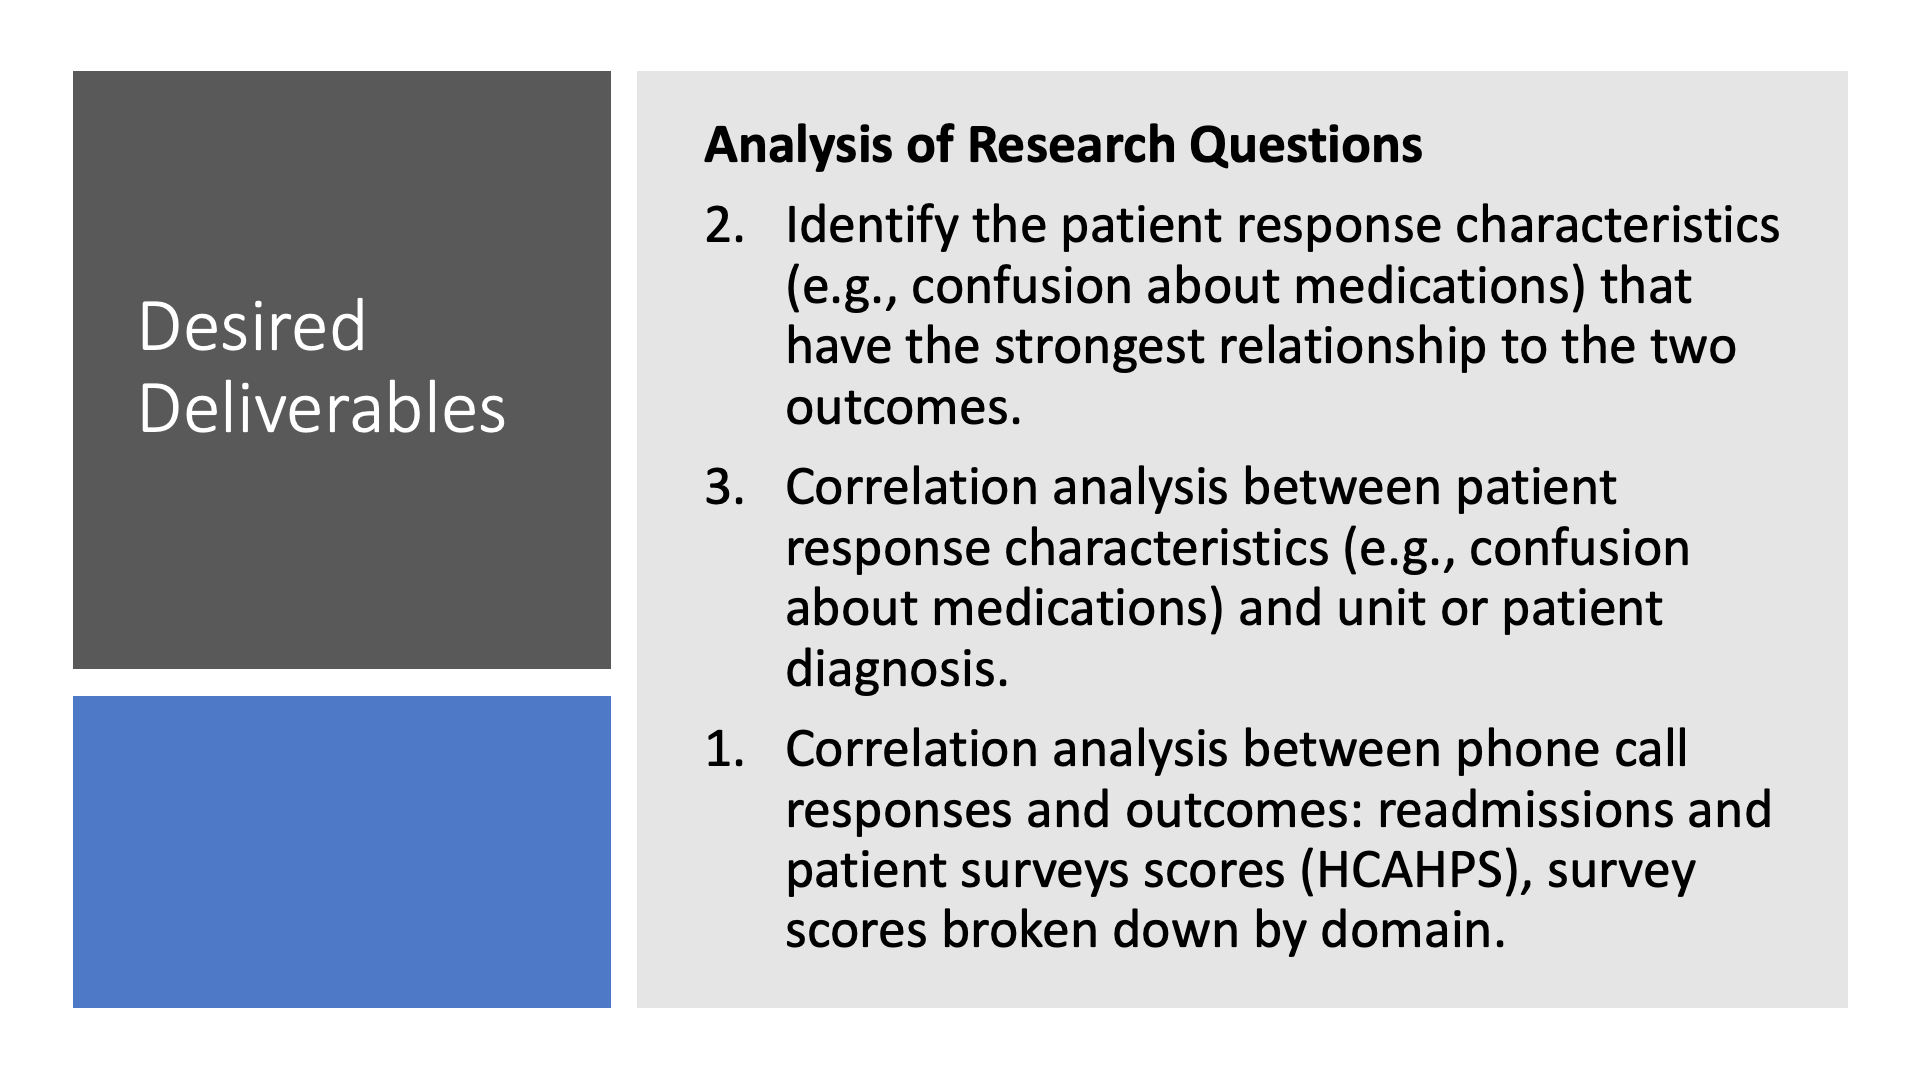 Desired
Deliverables
Analysis of Research Questions
2. Identify the patient response characteristics
(e.g., confusion about medications) that
have the strongest relationship to the two
outcomes.
3. Correlation analysis between patient
response characteristics (e.g., confusion
about medications) and unit or patient
diagnosis.
1. Correlation analysis between phone call
responses and outcomes: readmissions and
patient surveys scores (HCAHPS), survey
scores broken down by domain.